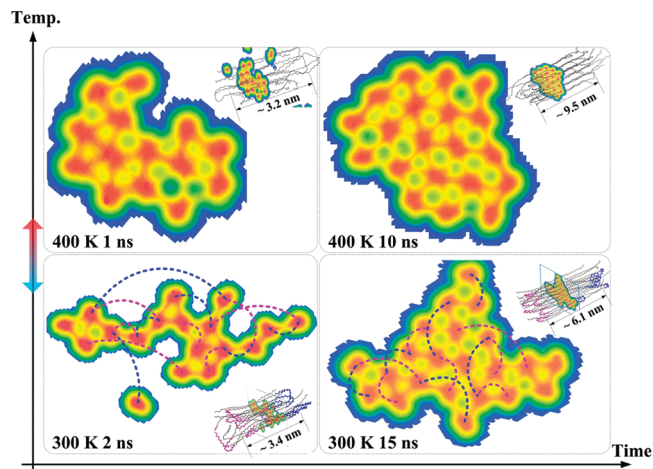 Temp.
~ 3.2 nm
~ 9.5 nm
400 K 1 ns
400 K 10 ns
~ 6.1 nm
~ 3.4 nm
300 K 2 ns
300 K 15 ns
Time